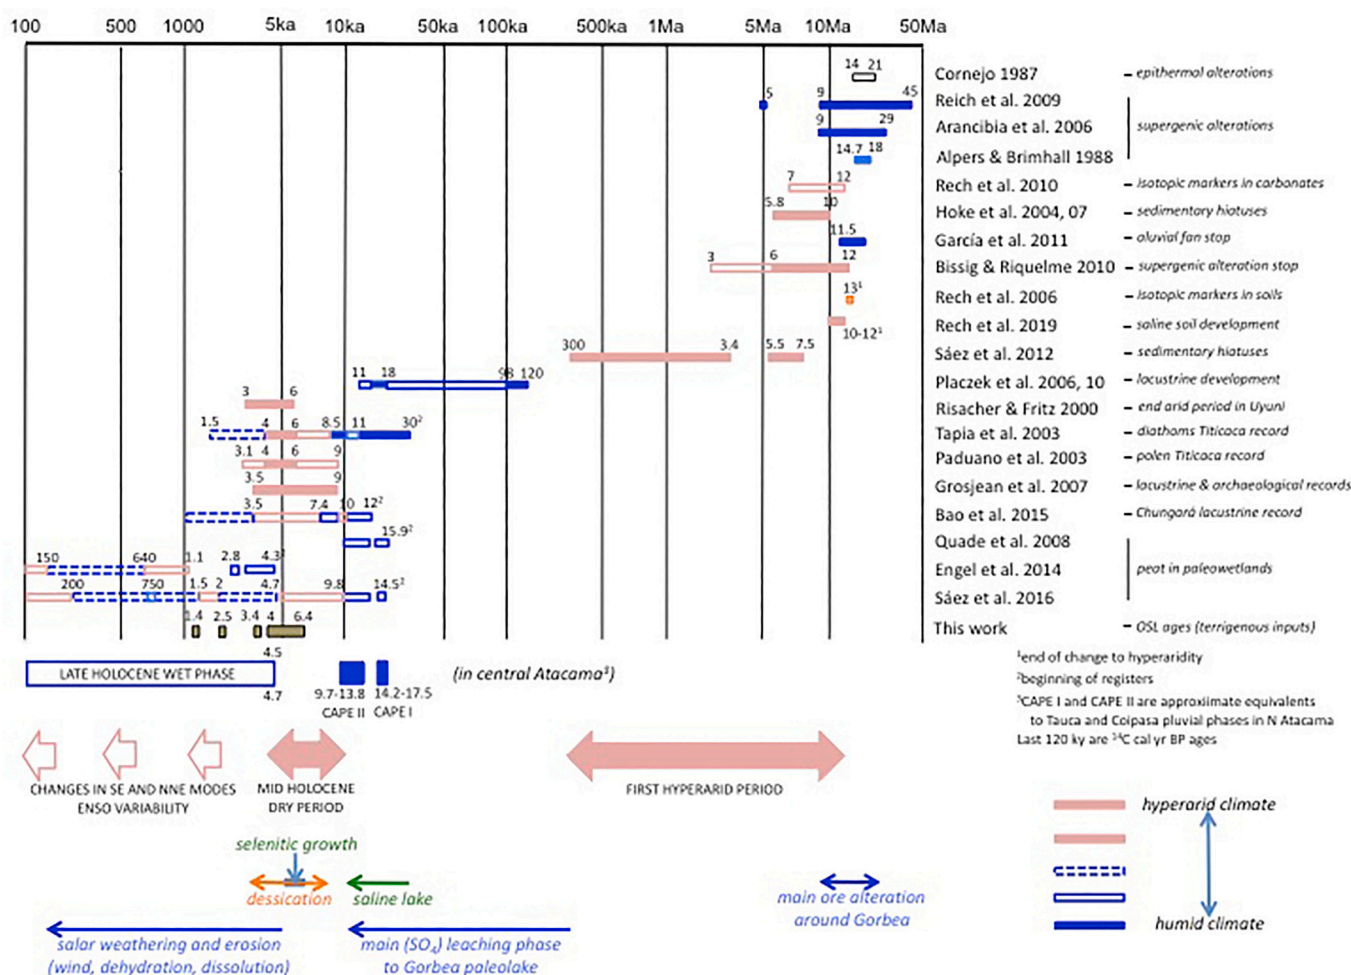 100 500 1000 5ka 10ka 50ka 100ka 500ka 1Ma 5Ma 10Ma 50Ma
14 21 Cornejo 1987 – epithermal alterations
5 9 45 Reich et al. 2009
9 29 Arancibia et al. 2006 supergenic alterations
14.7 18 Alpers & Brimhall 1988
7 12 Rech et al. 2010 – isotopic markers in carbonates
5.8 10 Hoke et al. 2004, 07 – sedimentary hiatuses
11.5 García et al. 2011 – aluvial fan stop
3 6 12 Bissig & Riquelme 2010 – supergenic alteration stop
13¹ Rech et al. 2006 – isotopic markers in soils
10-12¹ Rech et al. 2019 – saline soil development
300 3.4 5.5 7.5 Sáez et al. 2012 – sedimentary hiatuses
11 18 98 120 Placzek et al. 2006, 10 – lacustrine development
3 6 Risacher & Fritz 2000 – end arid period in Uyuni
1.5 4 6 8.5 11 30² Tapia et al. 2003 – diathoms Titicaca record
3.1 4 6 9 Paduano et al. 2003 – polen Titicaca record
3.5 9 Grosjean et al. 2007 – lacustrine & archaeological records
3.5 7.4 10 12² Bao et al. 2015 – Chungará lacustrine record
15.9² Quade et al. 2008
150 640 1.1 2.8 4.3² Engel et al. 2014 peat in paleowetlands
200 750 1.5 2 4.7 9.8 14.5² Sáez et al. 2016
1.4 2.5 3.4 4 6.4 This work – OSL ages (terrigenous inputs)
4.5
LATE HOLOCENE WET PHASE
4.7
9.7-13.8 14.2-17.5
CAPE II CAPE I
(in central Atacama³)
¹end of change to hyperaridity
²beginning of registers
³CAPE I and CAPE II are approximate equivalents
to Tauca and Coipasa pluvial phases in N Atacama
Last 120 ky are ¹⁴C cal yr BP ages
CHANGES IN SE AND NNE MODES
ENSO VARIABILITY
MID HOLOCENE
DRY PERIOD
FIRST HYPERARID PERIOD
hyperarid climate
humid climate
selenitic growth
dessication
saline lake
main ore alteration
around Gorbea
salar weathering and erosion
(wind, dehydration, dissolution)
main (SO₄) leaching phase
to Gorbea paleolake